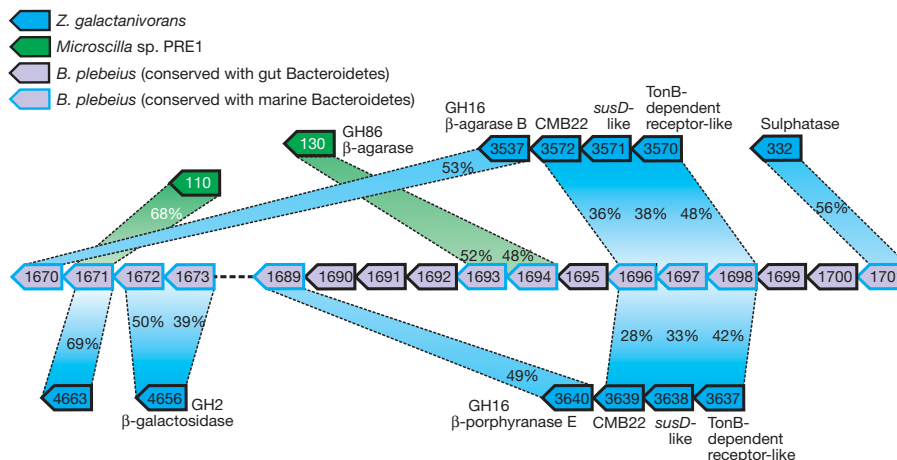 Z. galactanivorans
Microscilla sp. PRE1
B. plebeius (conserved with gut Bacteroidetes)
B. plebeius (conserved with marine Bacteroidetes)
GH16
β-agarase B
CMB22
susD-
like
TonB-
dependent
receptor-like
Sulphatase
130
GH86
β-agarase
3537
3572
3571
3570
332
110
53%
68%
36%
38%
48%
56%
52%
48%
1670
1671
1672
1673
1689
1690
1691
1692
1693
1694
1695
1696
1697
1698
1699
1700
170
69%
50%
39%
49%
28%
33%
42%
4663
4656
GH2
β-galactosidase
GH16
β-porphyranase E
3640
3639
3638
3637
CMB22
susD-
like
TonB-
dependent
receptor-like